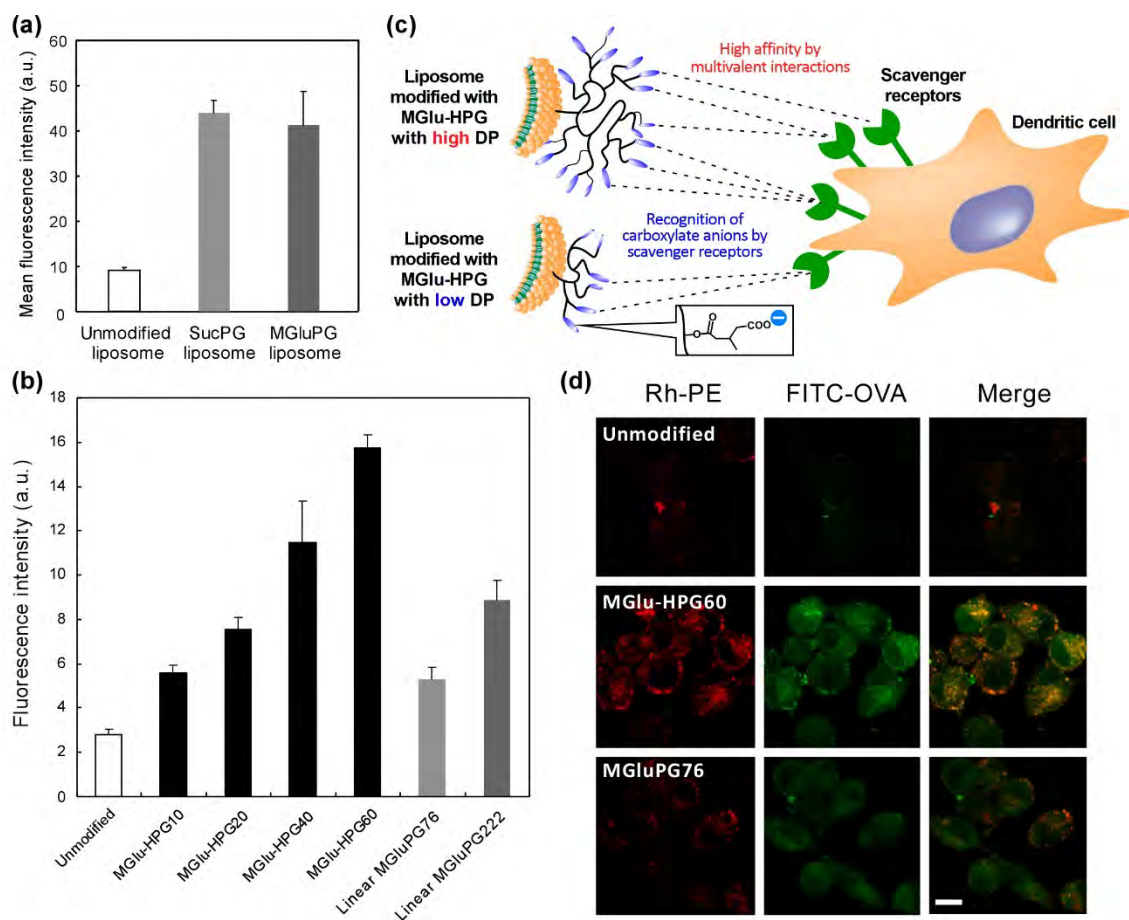 (a)
Mean fluorescence intensity (a.u.)
60
50
40
30
20
10
0
Unmodified
liposome
SucPG
liposome
MGluPG
liposome
(c)
Liposome
modified with
MGlu-HPG
with high DP
High affinity by
multivalent interactions
Scavenger
receptors
Dendritic cell
Liposome
modified with
MGlu-HPG
with low DP
Recognition of
carboxylate anions by
scavenger receptors
O
COO
O
(b)
Fluorescence intensity (a.u.)
18
16
14
12
10
8
6
4
2
0
Unmodified
MGlu-HPG10
MGlu-HPG20
MGlu-HPG40
MGlu-HPG60
Linear MGluPG76
Linear MGluPG222
(d)
Rh-PE
FITC-OVA
Merge
Unmodified
MGlu-HPG60
MGluPG76